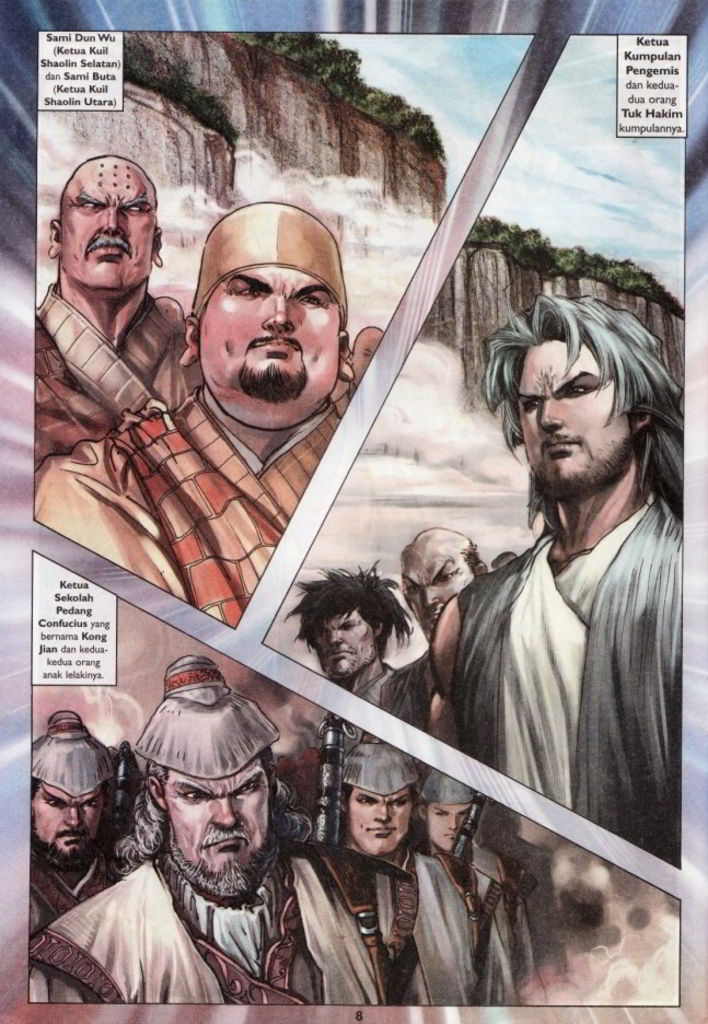 Sami Dun Wu
(Ketua Kuil
Shaolin Selatan)
dan Sami Buta
(Ketua Kuil
Shaolin Utara)
Ketua
Kumpulan
Pengemis
dan kedua-
dua orang
Tuk Hakim
kumpulannya.
Ketua
Sekolah
Pedang
Confucius yang
bernama Kong
Jian dan kedua-
kedua orang
anak lelakinya.
8